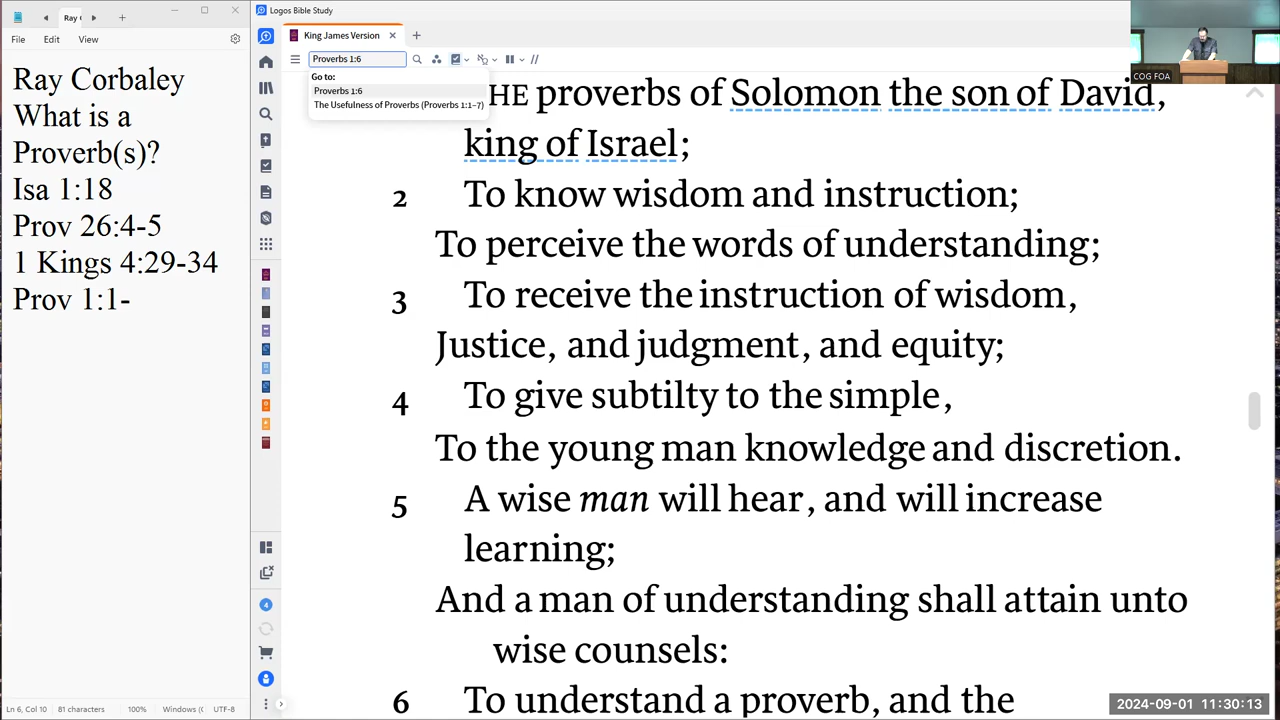 Ray C
File
Edit
View
Ray Corbaley
What is a
Proverb(s)?
Isa 1:18
Prov 26:4-5
1 Kings 4:29-34
Prov 1:1-
Ln 6, Col 10
81 characters
100%
Windows (C
UTF-8
Logos Bible Study
King James Version
Proverbs 1:6
Go to:
Proverbs 1:6
The Usefulness of Proverbs (Proverbs 1:1–7)
HE proverbs of Solomon the son of David,
king of Israel;
2 To know wisdom and instruction;
To perceive the words of understanding;
3 To receive the instruction of wisdom,
Justice, and judgment, and equity;
4 To give subtilty to the simple,
To the young man knowledge and discretion.
5 A wise man will hear, and will increase
learning;
And a man of understanding shall attain unto
wise counsels:
6 To understand a proverb, and the
4
COG FOA
2024-09-01 11:30:13